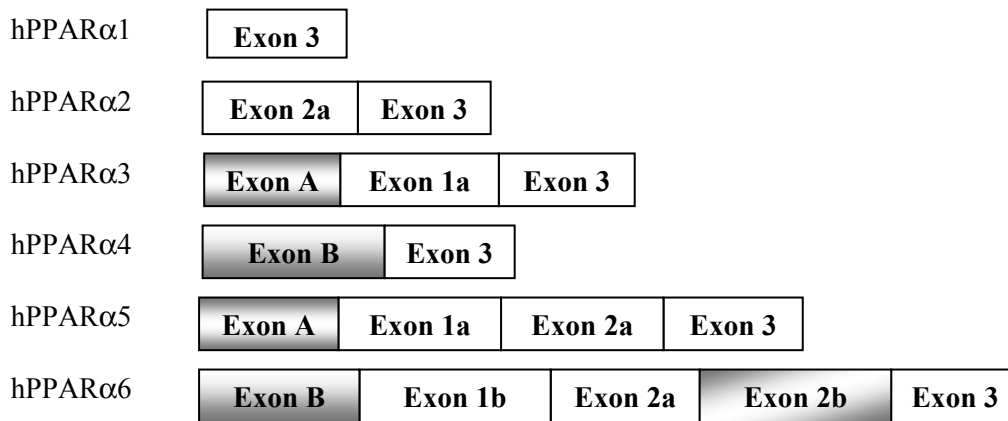 hPPARα1 Exon 3
hPPARα2 Exon 2a Exon 3
hPPARα3 Exon A Exon 1a Exon 3
hPPARα4 Exon B Exon 3
hPPARα5 Exon A Exon 1a Exon 2a Exon 3
hPPARα6 Exon B Exon 1b Exon 2a Exon 2b Exon 3